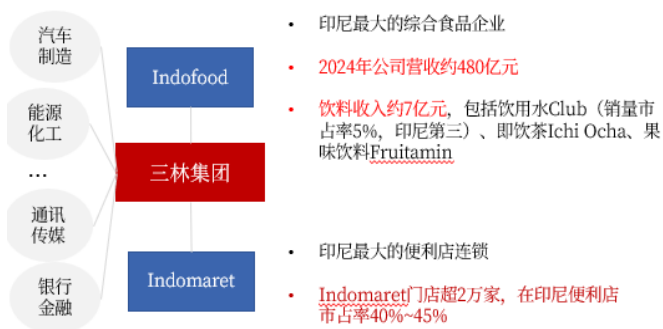 汽车
制造
能源
化工
…
通讯
传媒
银行
金融
Indofood
三林集团
Indomaret
• 印尼最大的综合食品企业
• 2024年公司营收约480亿元
• 饮料收入约7亿元，包括饮用水Club（销量市
占率5%，印尼第三）、即饮茶Ichi Ocha、果
味饮料Fruitamin
• 印尼最大的便利店连锁
• Indomaret门店超2万家，在印尼便利店
市占率40%~45%